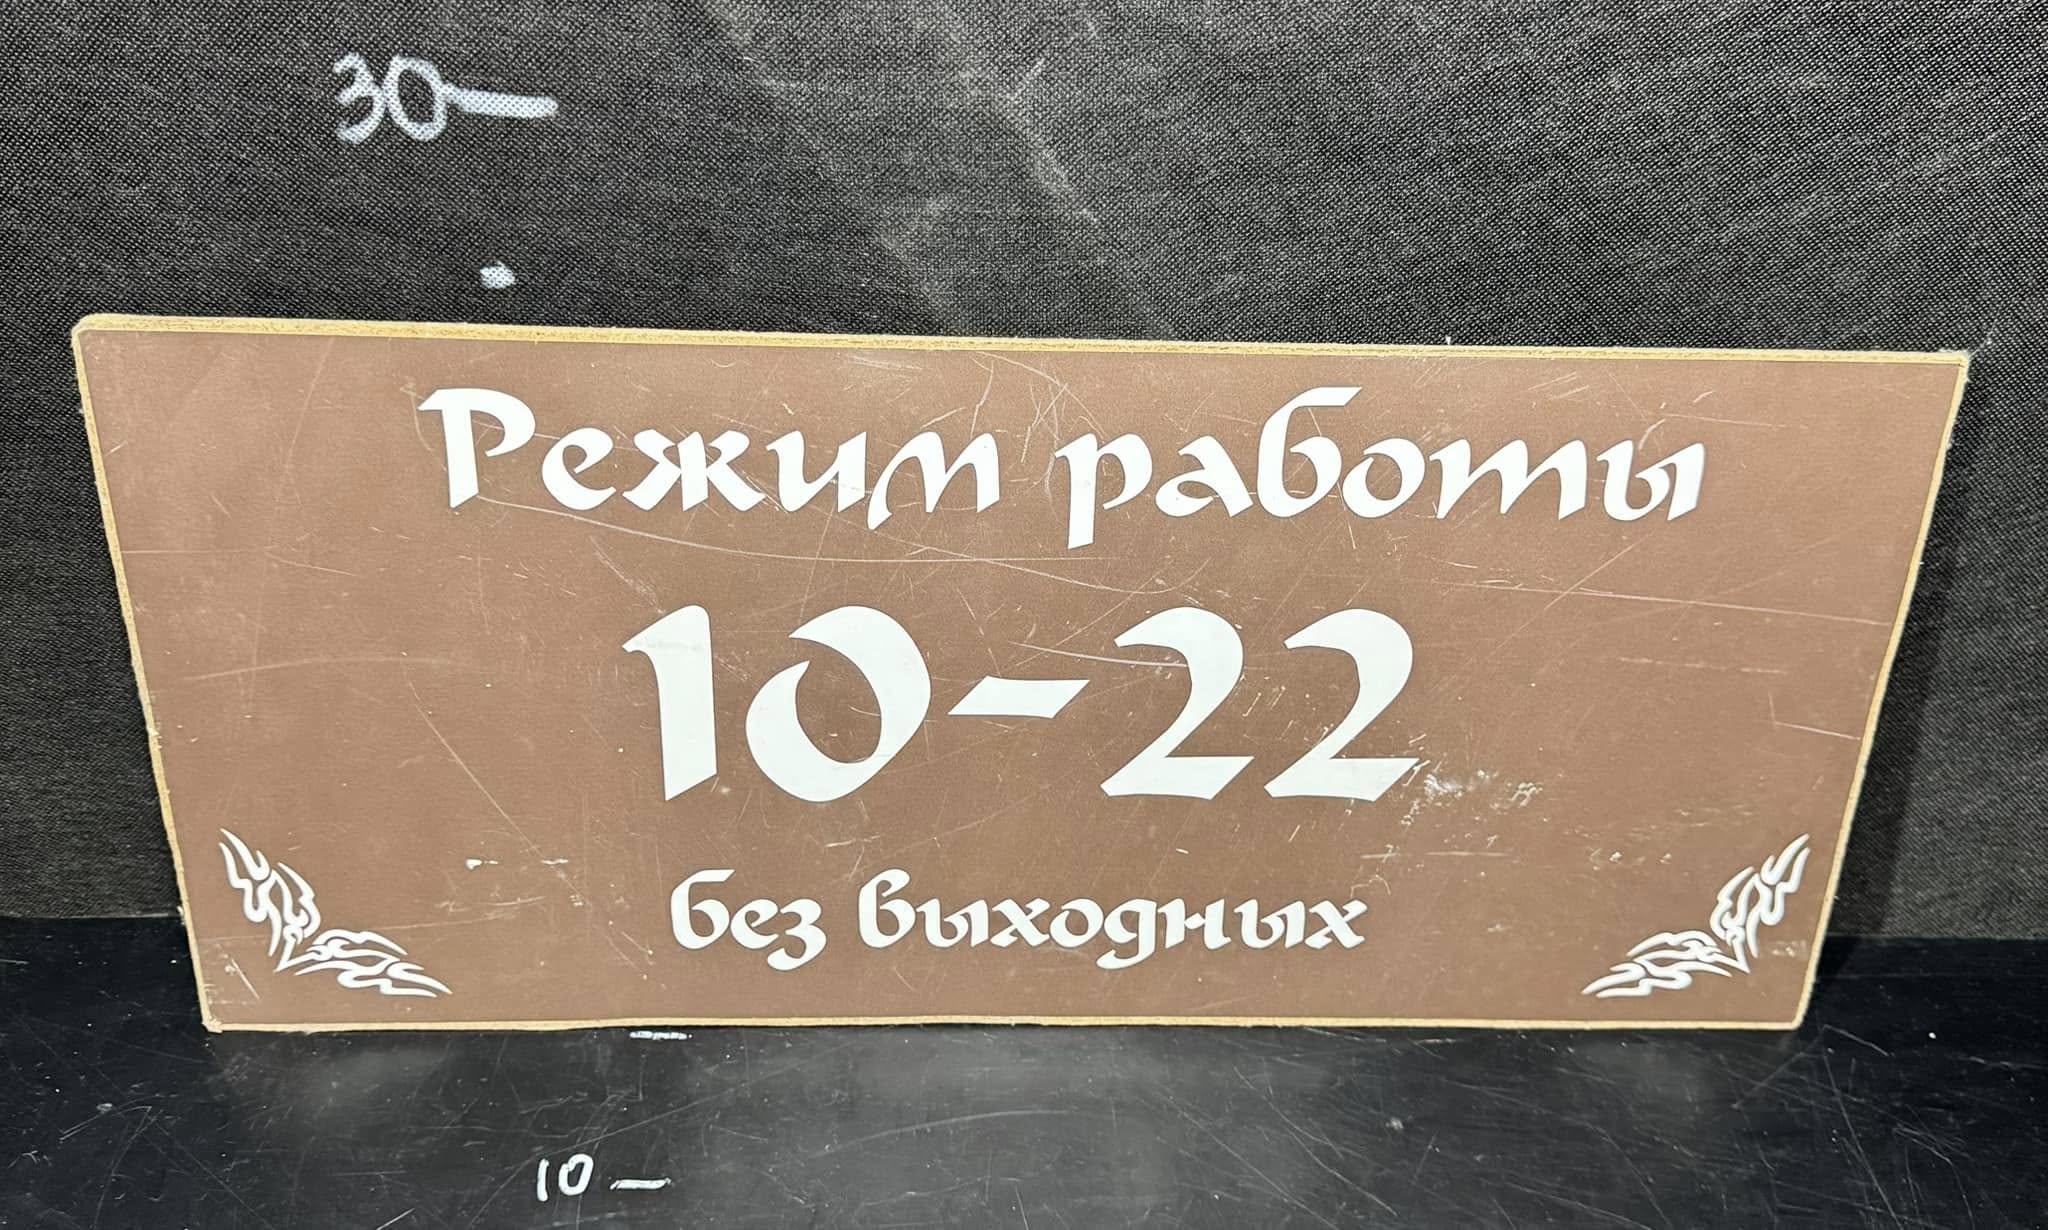 30-
Режим работы
10-22
без выходных
10-